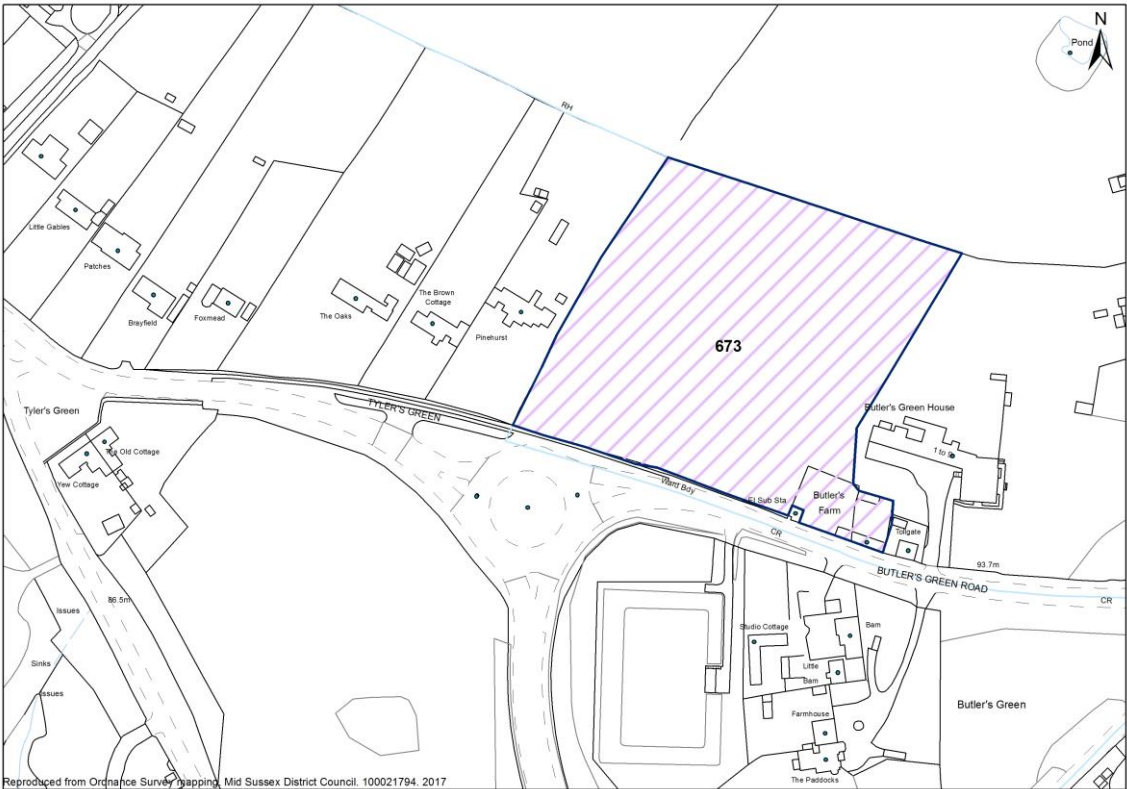 N
Pond
RH
Little Gables
Patches
Brayfield
Foxmead
The Oaks
The Brown
Cottage
Pinehurst
673
TYLER'S GREEN
Tyler's Green
The Old Cottage
Yew Cottage
Butler's Green House
1 to 9
Ward Bdy
El Sub Sta
Butler's
Farm
Tollgate
CR
93.7m
BUTLER'S GREEN ROAD
CR
86.5m
Issues
Sinks
Issues
Studio Cottage
Barn
Little
Barn
Farmhouse
The Paddocks
Butler's Green
Reproduced from Ordnance Survey mapping, Mid Sussex District Council. 100021794. 2017